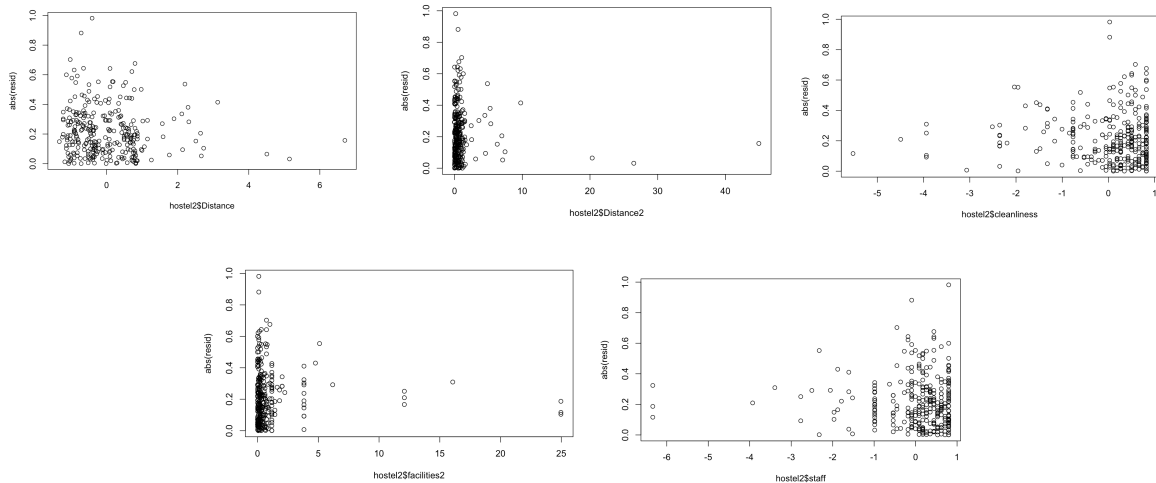 abs(resid)
0.0 0.2 0.4 0.6 0.8 1.0
0 2 4 6
hostel2$Distance
abs(resid)
0.0 0.2 0.4 0.6 0.8 1.0
0 10 20 30 40
hostel2$Distance2
abs(resid)
0.0 0.2 0.4 0.6 0.8 1.0
-5 -4 -3 -2 -1 0 1
hostel2$cleanliness
abs(resid)
0.0 0.2 0.4 0.6 0.8 1.0
0 5 10 15 20 25
hostel2$facilities2
abs(resid)
0.0 0.2 0.4 0.6 0.8 1.0
-6 -5 -4 -3 -2 -1 0 1
hostel2$staff